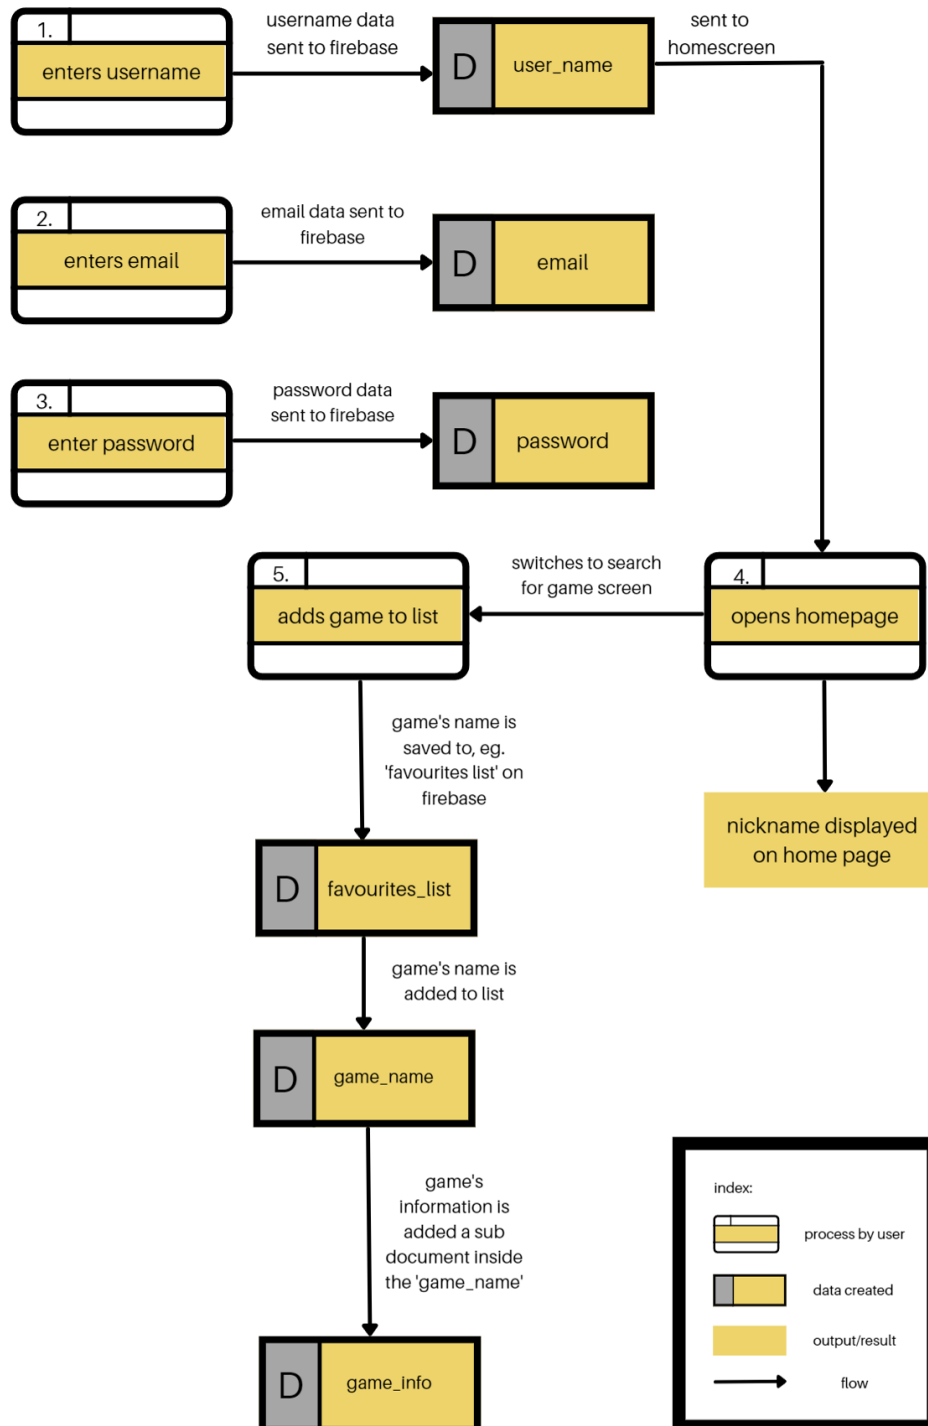 1.
enters username
username data
sent to firebase
D
user_name
sent to
homescreen
2.
enters email
email data sent to
firebase
D
email
3.
enter password
password data
sent to firebase
D
password
4.
opens homepage
switches to search
for game screen
5.
adds game to list
nickname displayed
on home page
game's name is
saved to, eg.
'favourites list' on
firebase
D
favourites_list
game's name is
added to list
D
game_name
game's
information is
added a sub
document inside
the 'game_name'
D
game_info
index:
process by user
data created
output/result
flow